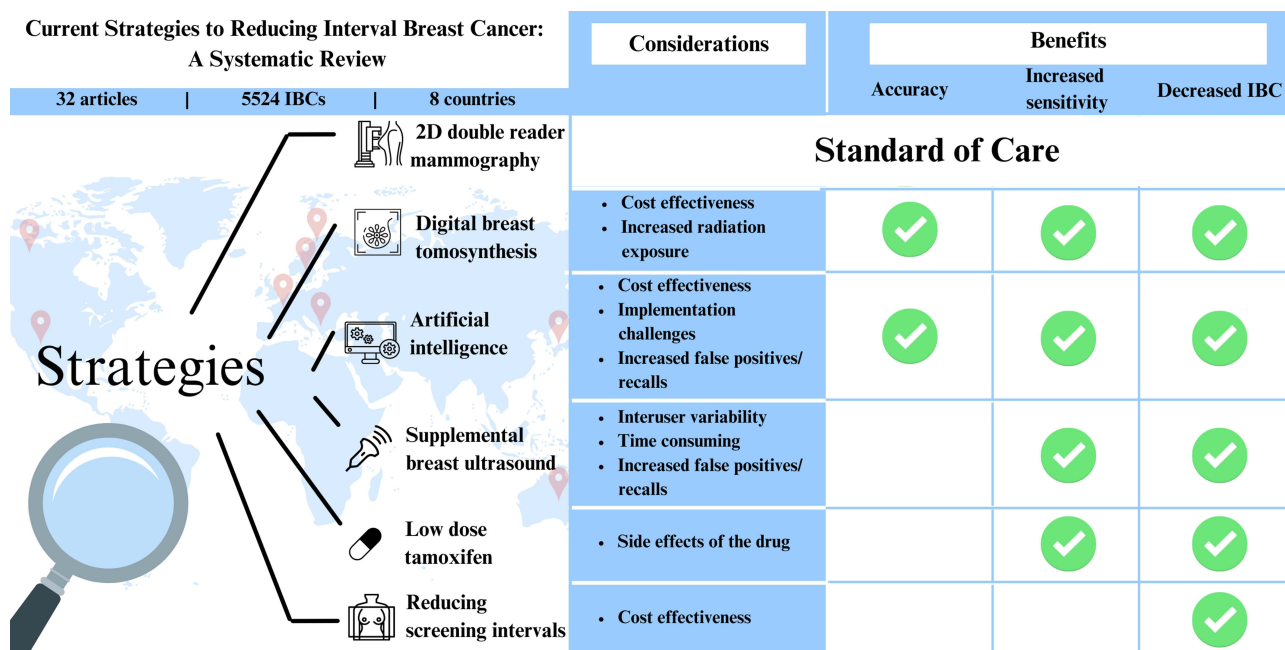 Current Strategies to Reducing Interval Breast Cancer:
A Systematic Review
32 articles | 5524 IBCs | 8 countries
Considerations
Benefits
Accuracy
Increased
sensitivity
Decreased IBC
Strategies
2D double reader
mammography
Standard of Care
Digital breast
tomosynthesis
• Cost effectiveness
• Increased radiation
exposure
Artificial
intelligence
• Cost effectiveness
• Implementation
challenges
• Increased false positives/
recalls
Supplemental
breast ultrasound
• Interuser variability
• Time consuming
• Increased false positives/
recalls
Low dose
tamoxifen
• Side effects of the drug
Reducing
screening intervals
• Cost effectiveness